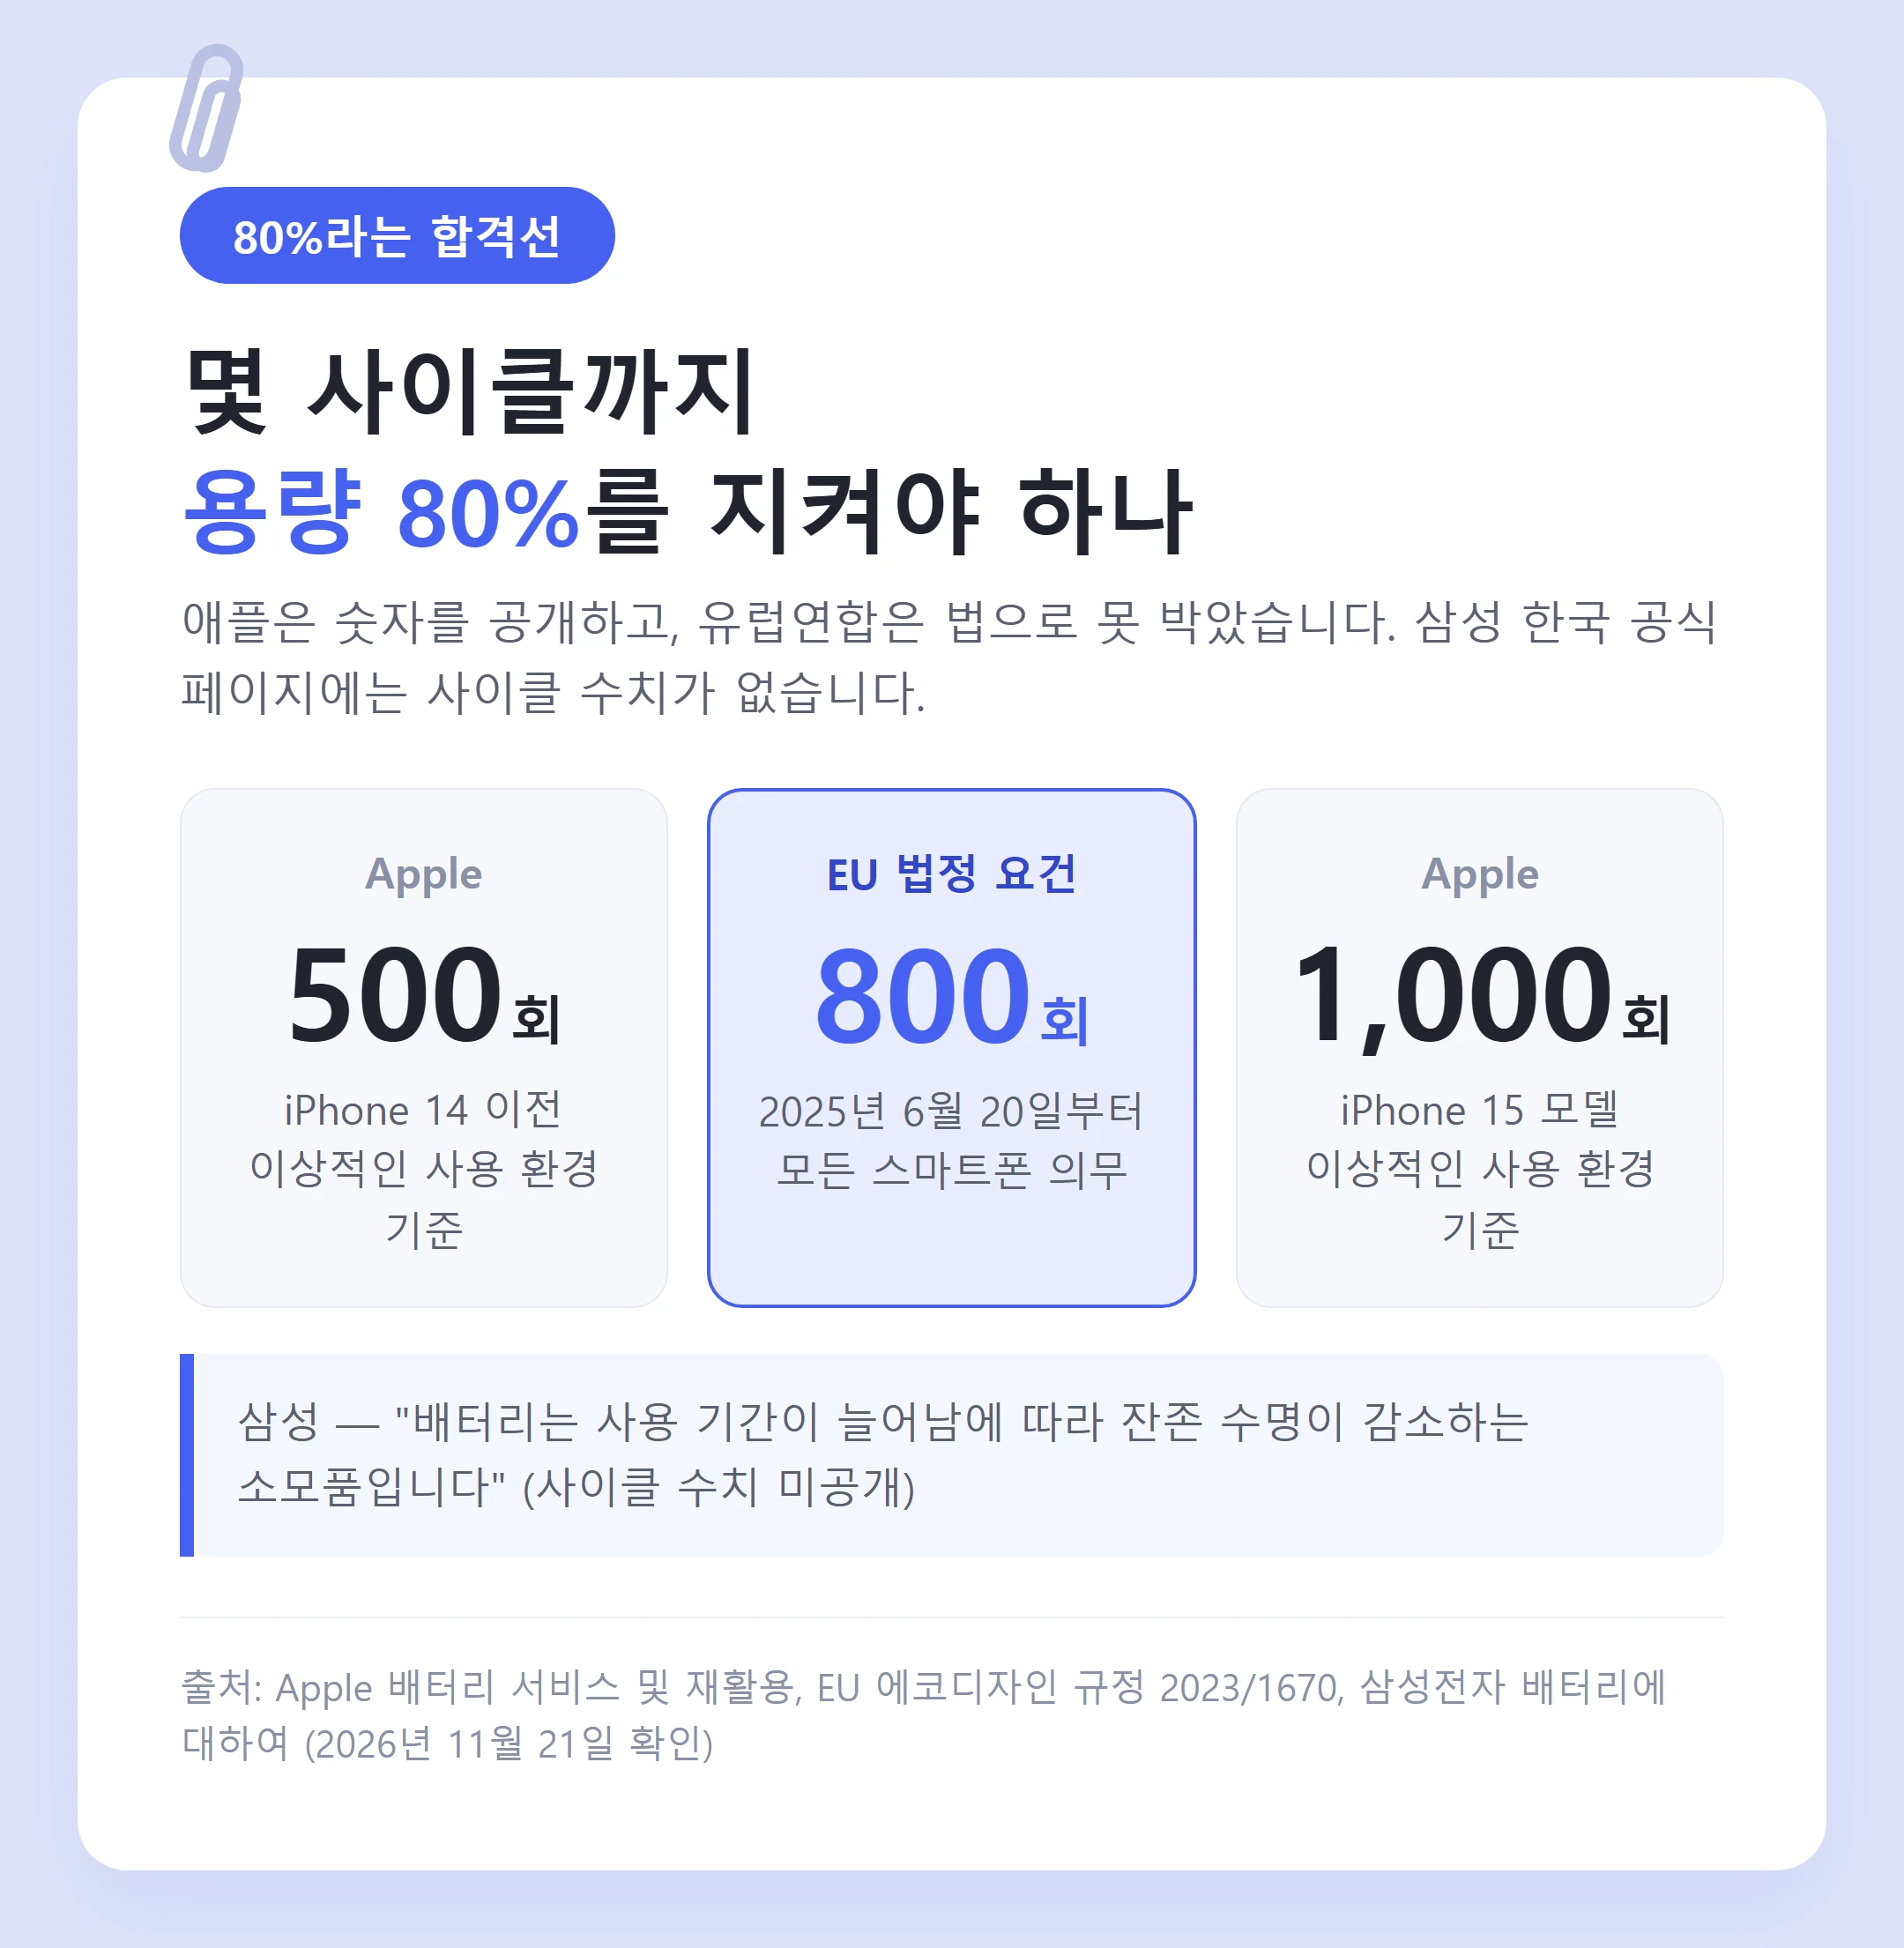 80%라는 합격선
몇 사이클까지
용량 80%를 지켜야 하나
애플은 숫자를 공개하고, 유럽연합은 법으로 못 박았습니다. 삼성 한국 공식
페이지에는 사이클 수치가 없습니다.
Apple
500회
iPhone 14 이전
이상적인 사용 환경
기준
EU 법정 요건
800회
2025년 6월 20일부터
모든 스마트폰 의무
Apple
1,000회
iPhone 15 모델
이상적인 사용 환경
기준
삼성 — "배터리는 사용 기간이 늘어남에 따라 잔존 수명이 감소하는
소모품입니다" (사이클 수치 미공개)
출처: Apple 배터리 서비스 및 재활용, EU 에코디자인 규정 2023/1670, 삼성전자 배터리에
대하여 (2026년 11월 21일 확인)